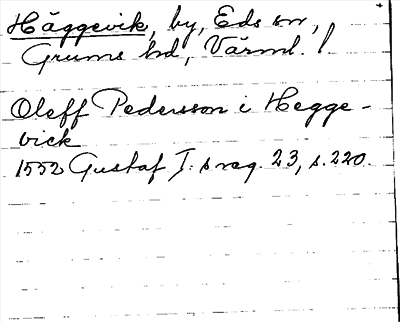 Häggevik, by, Eds sn,
Grums hd, Värml. l.
Oleff Pedersson i Hegge-
vick
1552 Gustaf I:s reg. 23, s. 220.